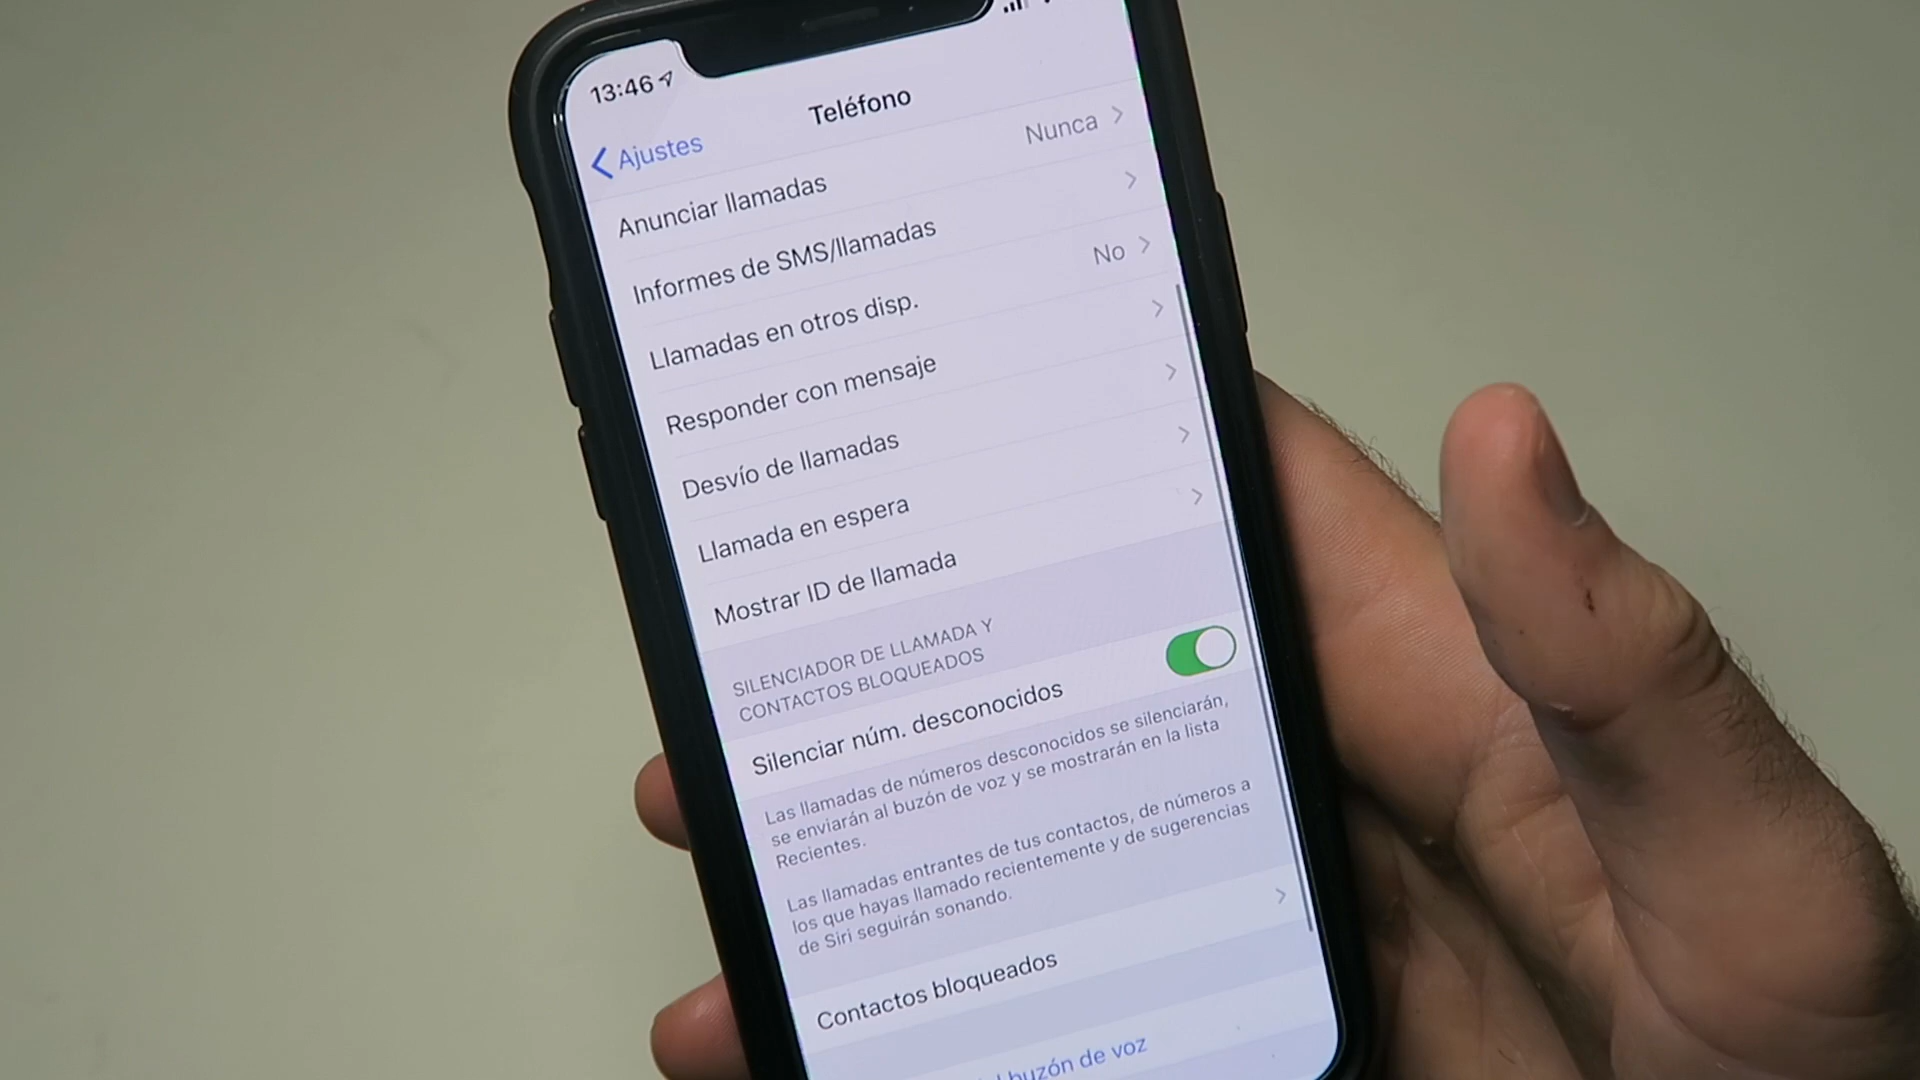 13:46
Ajustes
Teléfono
Anunciar llamadas
Nunca
Informes de SMS/llamadas
Llamadas en otros disp.
No
Responder con mensaje
Desvío de llamadas
Llamada en espera
Mostrar ID de llamada
SILENCIADOR DE LLAMADA Y
CONTACTOS BLOQUEADOS
Silenciar núm. desconocidos
Las llamadas de números desconocidos se silenciarán,
se enviarán al buzón de voz y se mostrarán en la lista
Recientes.
Las llamadas entrantes de tus contactos, de números a
los que hayas llamado recientemente y de sugerencias
de Siri seguirán sonando.
Contactos bloqueados
buzón de voz